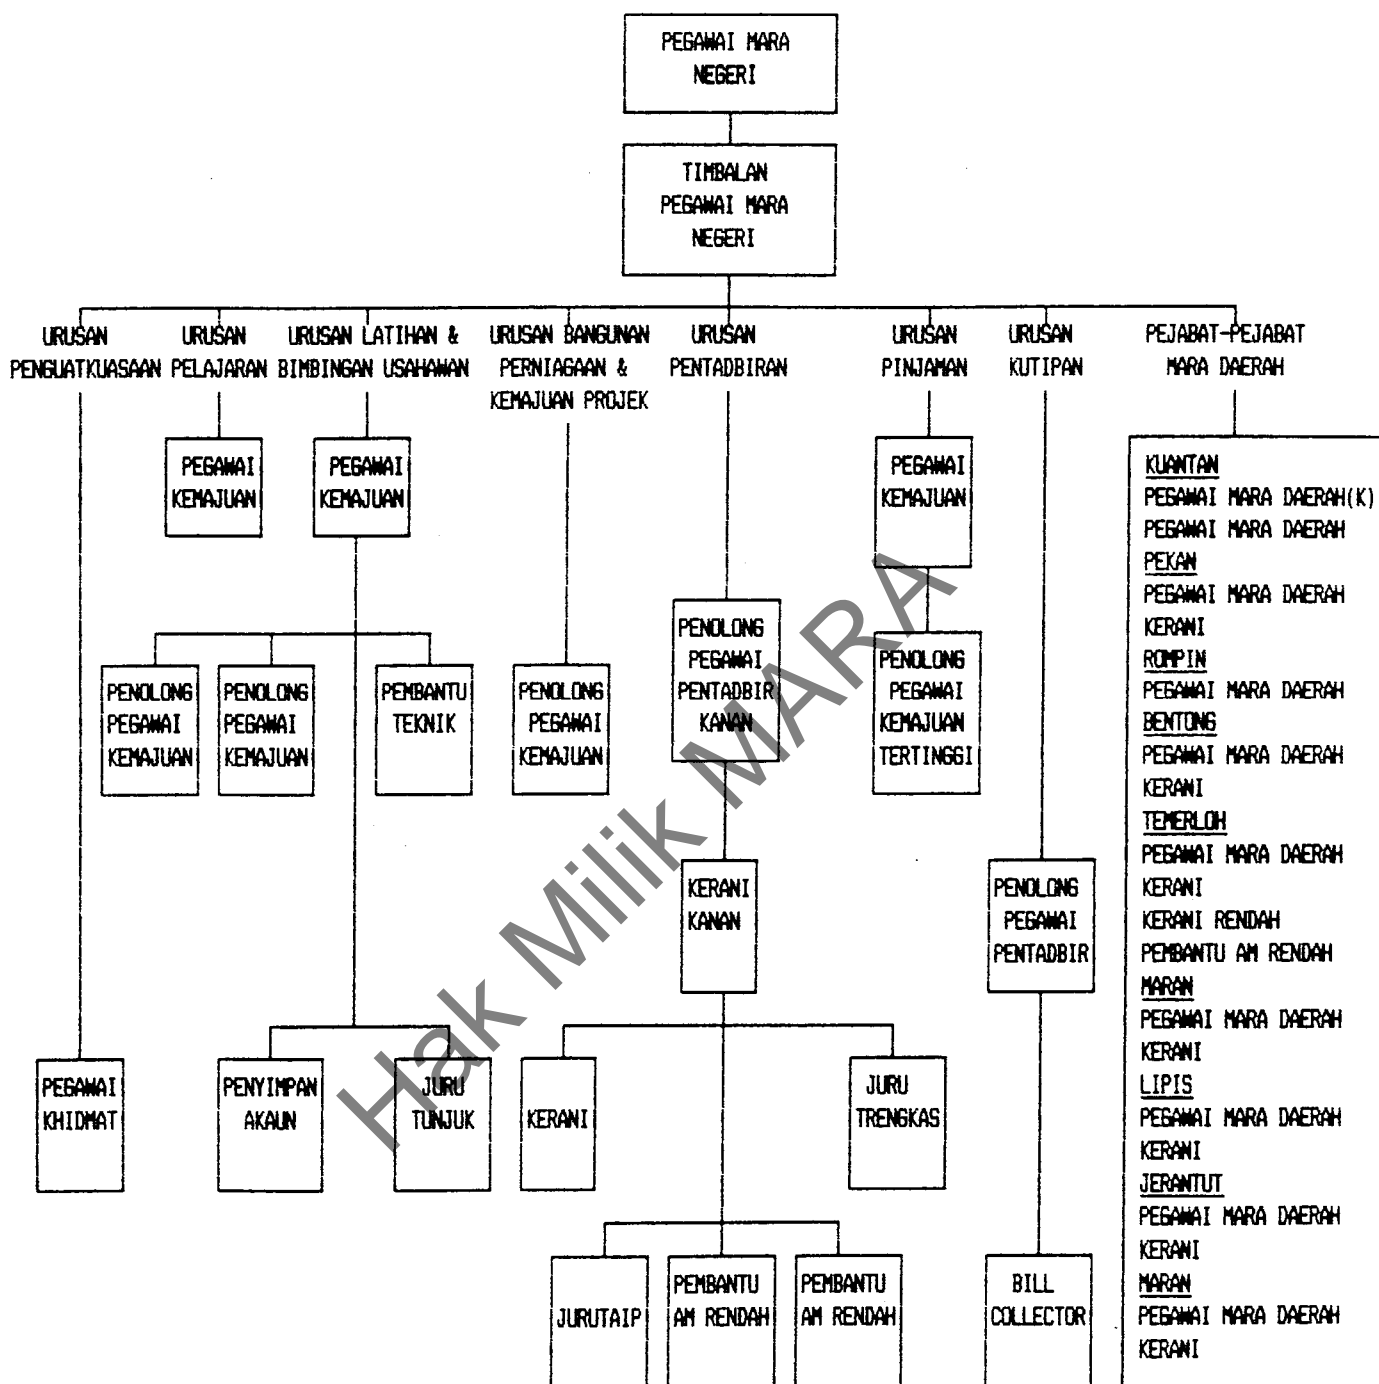 PEGAWAI MARA
NEGERI
TIMBALAN
PEGAWAI MARA
NEGERI
URUSAN
PENGUATKUASAAN
URUSAN
PELAJARAN
URUSAN LATIHAN &
BIMBINGAN USAHAWAN
URUSAN BANGUNAN
PERNIAGAAN &
KEMAJUAN PROJEK
URUSAN
PENTADBIRAN
URUSAN
PINJAMAN
URUSAN
KUTIPAN
PEJABAT-PEJABAT
MARA DAERAH
PEGAWAI
KEMAJUAN
PEGAWAI
KEMAJUAN
PEGAWAI
KEMAJUAN
PENOLONG
PEGAWAI
KEMAJUAN
PENOLONG
PEGAWAI
KEMAJUAN
PEMBANTU
TEKNIK
PENOLONG
PEGAWAI
KEMAJUAN
PENOLONG
PEGAWAI
PENTADBIR
KANAN
PENOLONG
PEGAWAI
KEMAJUAN
TERTINGGI
KERANI
KANAN
PENOLONG
PEGAWAI
PENTADBIR
PEGAWAI
KHIDMAT
PENYIMPAN
AKAUN
JURU
TUNJUK
KERANI
JURU
TRENGKAS
JURUTAIP
PEMBANTU
AM RENDAH
PEMBANTU
AM RENDAH
BILL
COLLECTOR
KUANTAN
PEGAWAI MARA DAERAH(K)
PEGAWAI MARA DAERAH
PEKAN
PEGAWAI MARA DAERAH
KERANI
ROMPIN
PEGAWAI MARA DAERAH
BENTONG
PEGAWAI MARA DAERAH
KERANI
TEMERLOH
PEGAWAI MARA DAERAH
KERANI
KERANI RENDAH
PEMBANTU AM RENDAH
MARAN
PEGAWAI MARA DAERAH
KERANI
LIPIS
PEGAWAI MARA DAERAH
KERANI
JERANTUT
PEGAWAI MARA DAERAH
KERANI
MARAN
PEGAWAI MARA DAERAH
KERANI
Hak Milik MARA